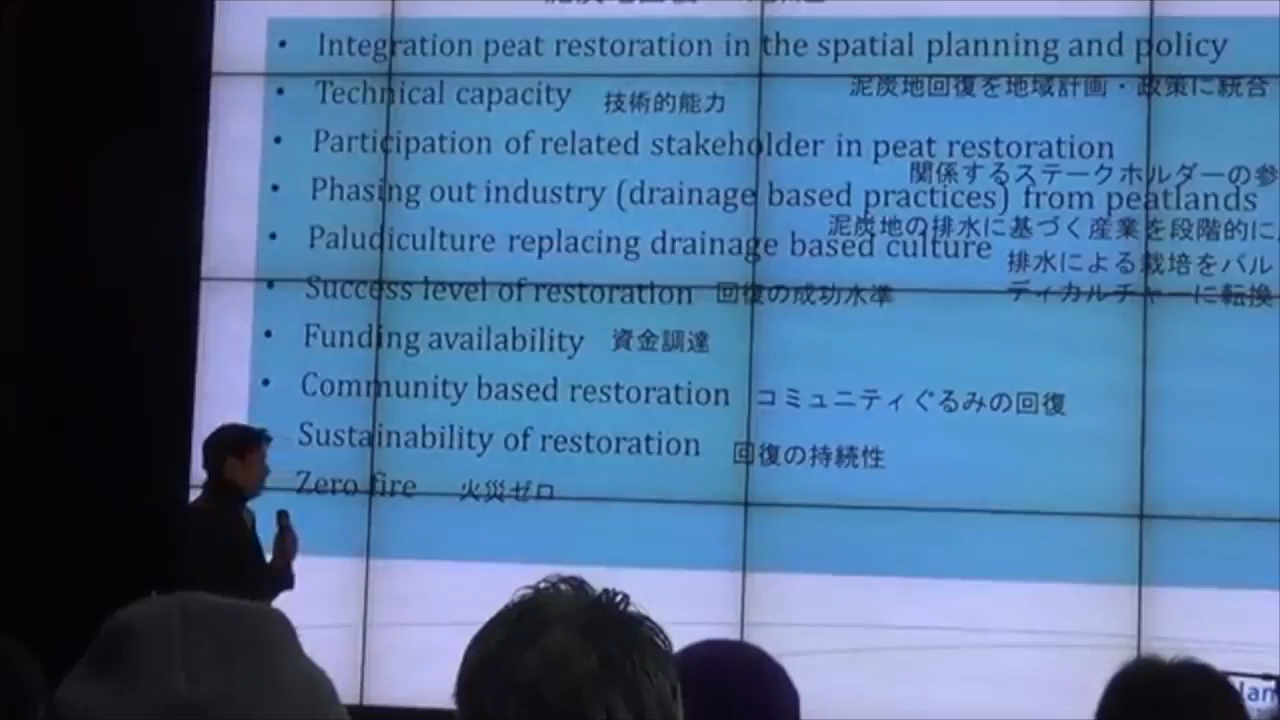 • Integration peat restoration in the spatial planning and policy
泥炭地回復を地域計画・政策に統合
• Technical capacity 技術的能力
• Participation of related stakeholder in peat restoration
関係するステークホルダーの参
• Phasing out industry (drainage based practices) from peatlands
泥炭地の排水に基づく産業を段階的に
• Paludiculture replacing drainage based culture
排水による栽培をパル
ディカルチャーに転換
• Success level of restoration 回復の成功水準
• Funding availability 資金調達
• Community based restoration コミュニティぐるみの回復
Sustainability of restoration 回復の持続性
Zero fire 火災ゼロ